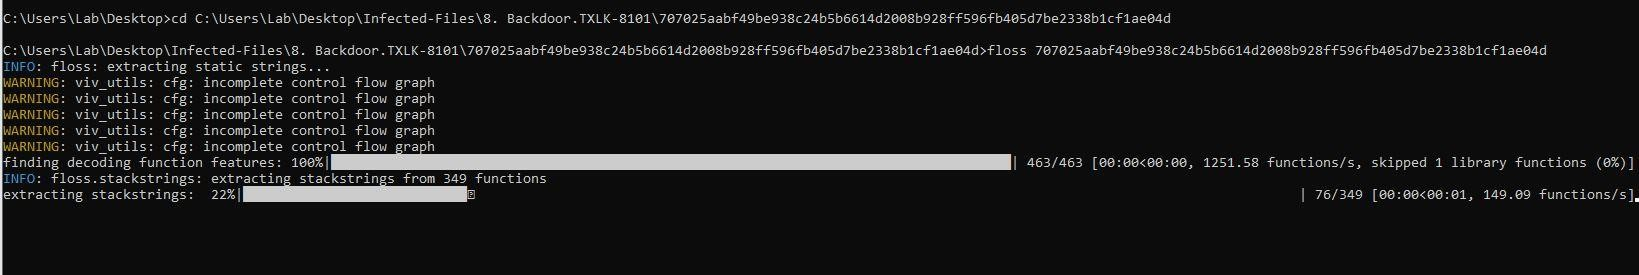 C:\Users\Lab\Desktop>cd C:\Users\Lab\Desktop\Infected-Files\8. Backdoor.TXLK-8101\707025aabf49be938c24b5b6614d2008b928ff596fb405d7be2338b1cf1ae04d
C:\Users\Lab\Desktop\Infected-Files\8. Backdoor.TXLK-8101\707025aabf49be938c24b5b6614d2008b928ff596fb405d7be2338b1cf1ae04d>floss 707025aabf49be938c24b5b6614d2008b928ff596fb405d7be2338b1cf1ae04d
INFO: floss: extracting static strings...
WARNING: viv_utils: cfg: incomplete control flow graph
WARNING: viv_utils: cfg: incomplete control flow graph
WARNING: viv_utils: cfg: incomplete control flow graph
WARNING: viv_utils: cfg: incomplete control flow graph
WARNING: viv_utils: cfg: incomplete control flow graph
finding decoding function features: 100%| | 463/463 [00:00<00:00, 1251.58 functions/s, skipped 1 library functions (0%)]
INFO: floss.stackstrings: extracting stackstrings from 349 functions
extracting stackstrings:  22%| | 76/349 [00:00<00:01, 149.09 functions/s]